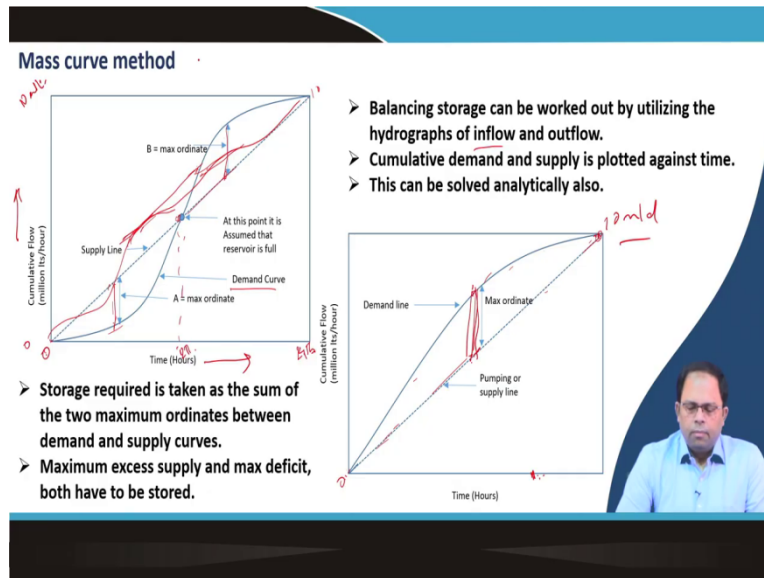 Mass curve method
B = max ordinate
At this point it is
Assumed that
reservoir is full
Supply Line
Demand Curve
A = max ordinate
Cumulative Flow
(million lts/hour)
0
0
Time (Hours)
➤ Storage required is taken as the sum of
the two maximum ordinates between
demand and supply curves.
➤ Maximum excess supply and max deficit,
both have to be stored.
➤ Balancing storage can be worked out by utilizing the
hydrographs of inflow and outflow.
➤ Cumulative demand and supply is plotted against time.
➤ This can be solved analytically also.
Demand line
Max ordinate
Pumping or
supply line
Cumulative Flow
(million lts/hour)
0
Time (Hours)